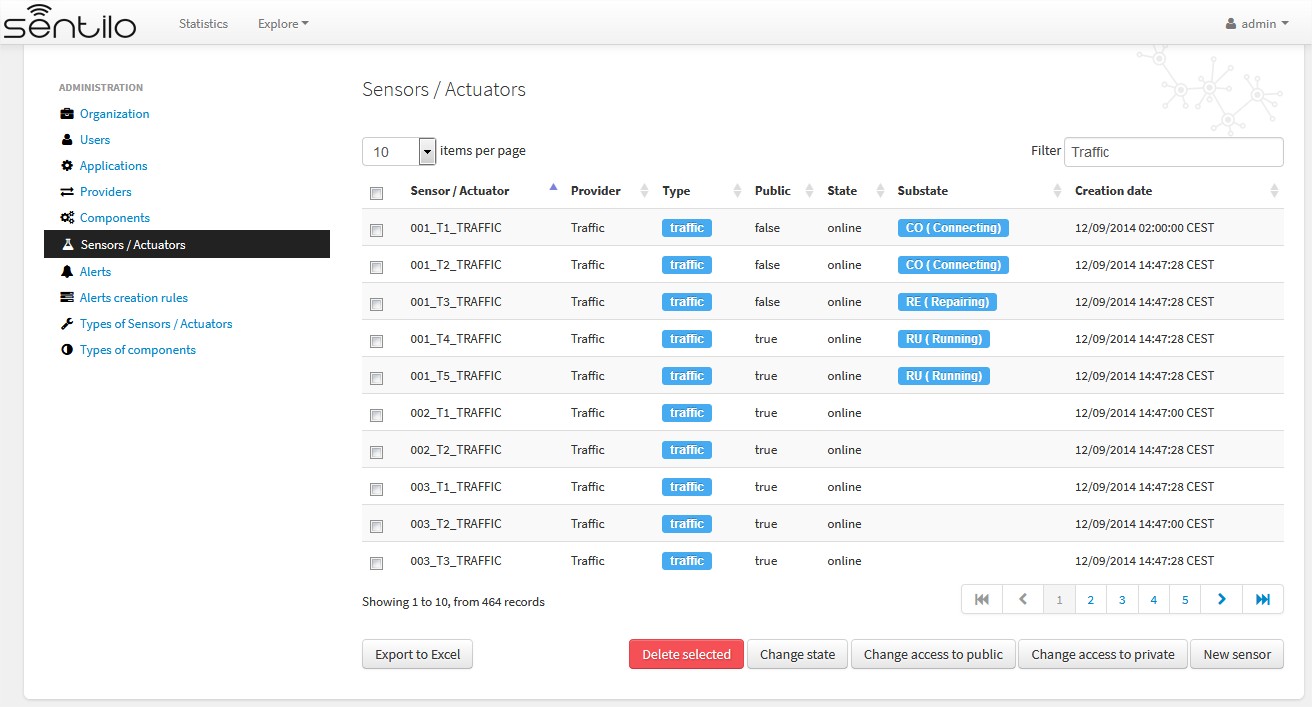 sentilo Statistics Explore admin
ADMINISTRATION
Organization
Users
Applications
Providers
Components
Sensors / Actuators
Alerts
Alerts creation rules
Types of Sensors / Actuators
Types of components
Sensors / Actuators
10 items per page Filter Traffic
Sensor / Actuator Provider Type Public State Substate Creation date
001_T1_TRAFFIC Traffic traffic false online CO ( Connecting) 12/09/2014 02:00:00 CEST
001_T2_TRAFFIC Traffic traffic false online CO ( Connecting) 12/09/2014 14:47:28 CEST
001_T3_TRAFFIC Traffic traffic false online RE ( Repairing) 12/09/2014 14:47:28 CEST
001_T4_TRAFFIC Traffic traffic true online RU ( Running) 12/09/2014 14:47:28 CEST
001_T5_TRAFFIC Traffic traffic true online RU ( Running) 12/09/2014 14:47:28 CEST
002_T1_TRAFFIC Traffic traffic true online 12/09/2014 14:47:00 CEST
002_T2_TRAFFIC Traffic traffic true online 12/09/2014 14:47:28 CEST
003_T1_TRAFFIC Traffic traffic true online 12/09/2014 14:47:28 CEST
003_T2_TRAFFIC Traffic traffic true online 12/09/2014 14:47:00 CEST
003_T3_TRAFFIC Traffic traffic true online 12/09/2014 14:47:28 CEST
Showing 1 to 10, from 464 records 1 2 3 4 5
Export to Excel Delete selected Change state Change access to public Change access to private New sensor